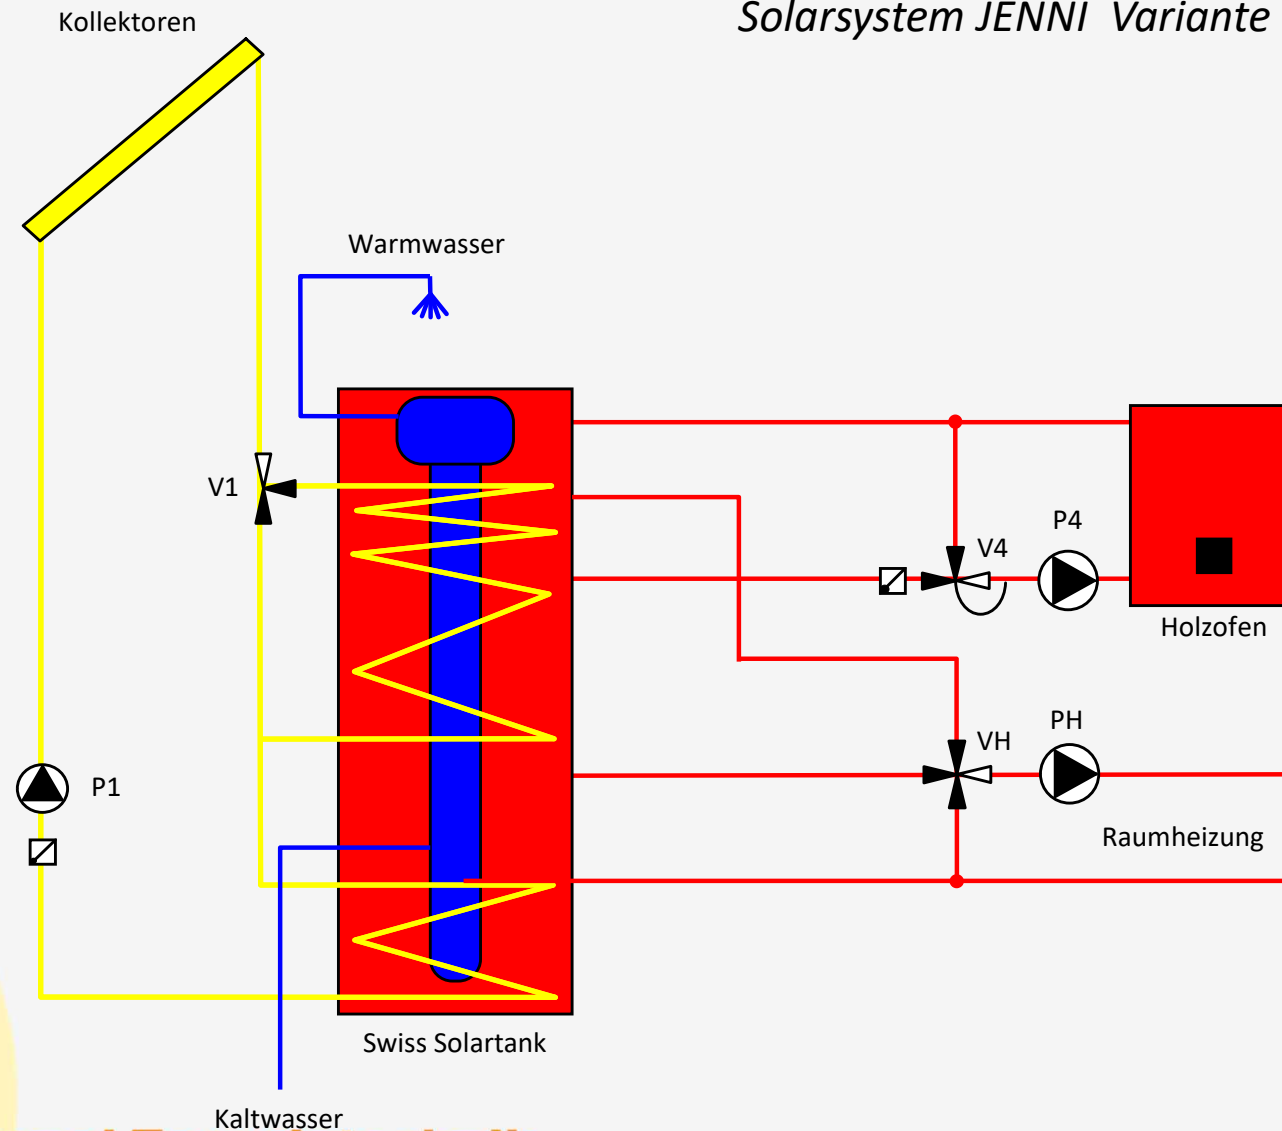 Kollektoren
Solarsystem JENNI Variante
Warmwasser
V1
P4
V4
Holzofen
PH
VH
P1
Raumheizung
Swiss Solartank
Kaltwasser